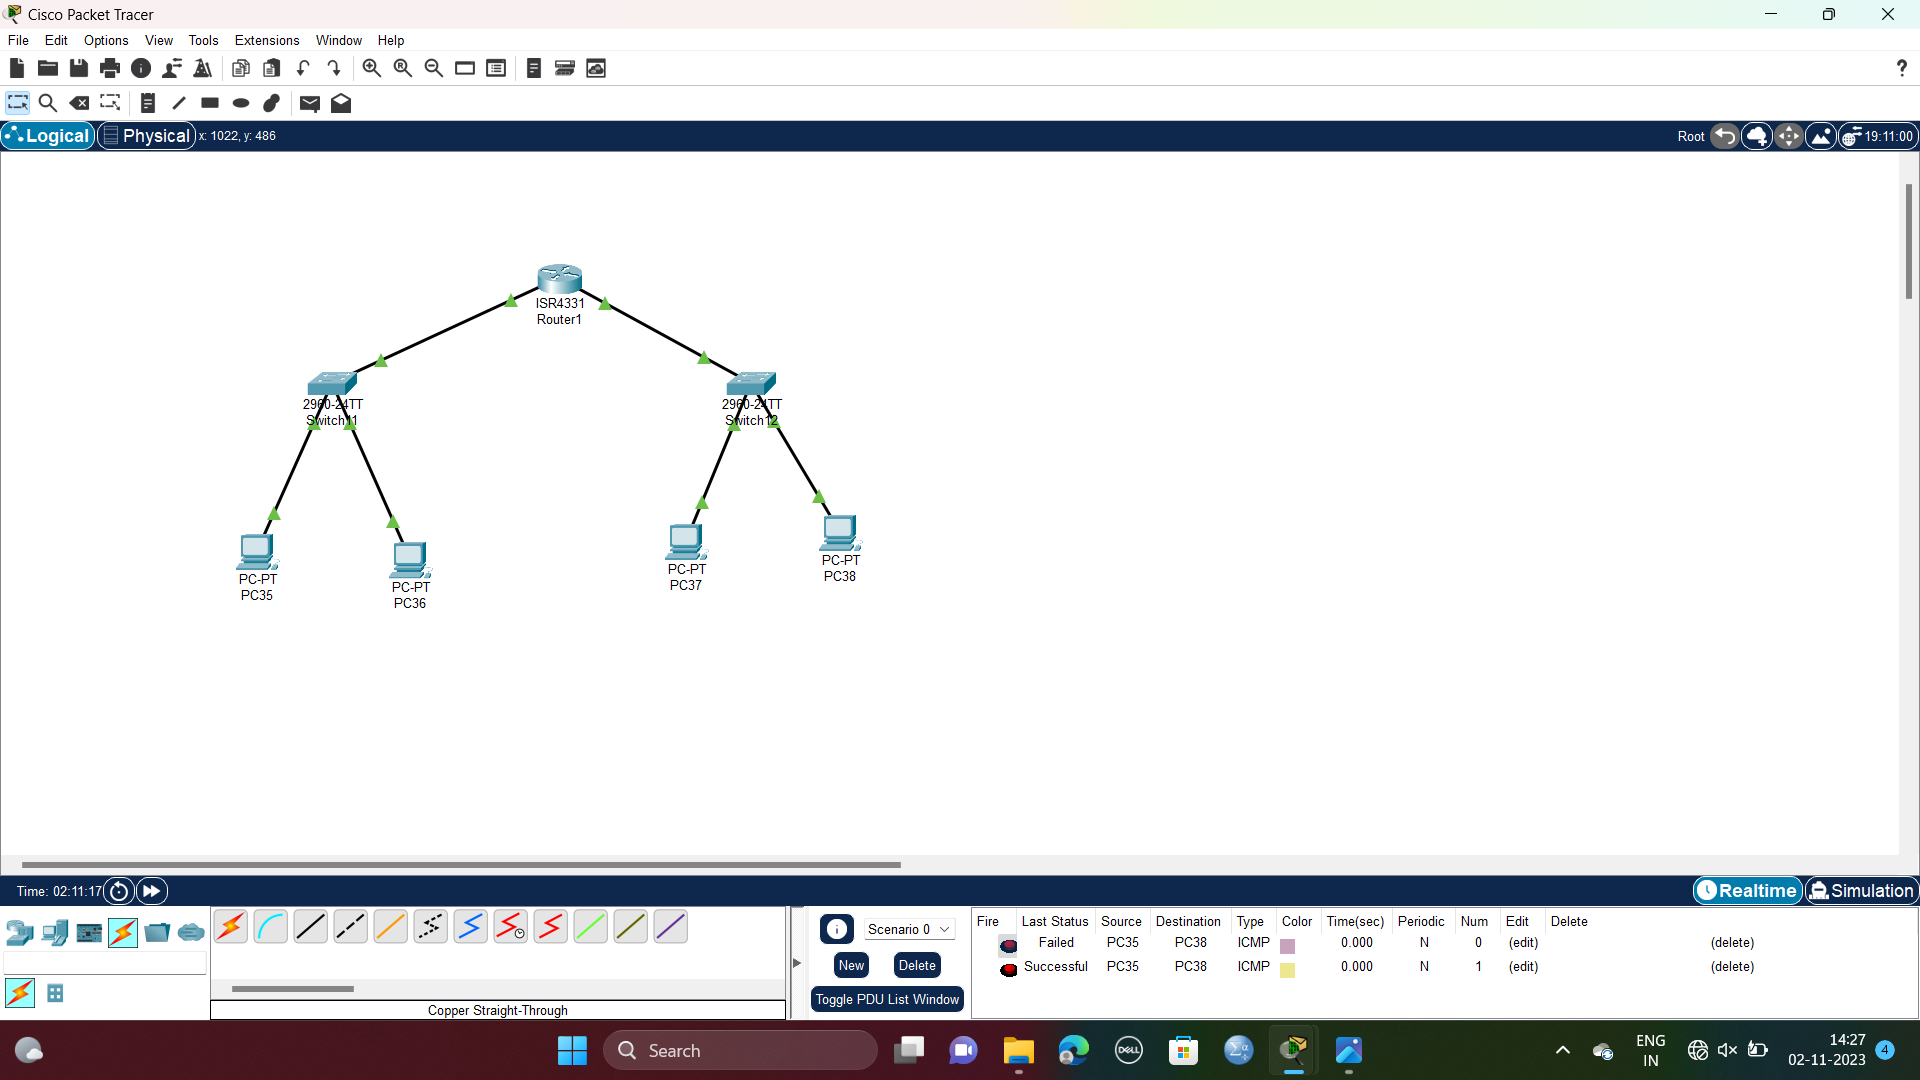 Cisco Packet Tracer
File Edit Options View Tools Extensions Window Help
?
Logical Physical x: 1022, y: 486 Root 19:11:00
ISR4331
Router1
2960-24TT
Switch11
2960-24TT
Switch12
PC-PT
PC35
PC-PT
PC36
PC-PT
PC37
PC-PT
PC38
Time: 02:11:17 Realtime Simulation
Scenario 0
New Delete
Toggle PDU List Window
Fire Last Status Source Destination Type Color Time(sec) Periodic Num Edit Delete
Failed PC35 PC38 ICMP 0.000 N 0 (edit) (delete)
Successful PC35 PC38 ICMP 0.000 N 1 (edit) (delete)
Copper Straight-Through
Search
DELL
ENG
IN
14:27
02-11-2023
4